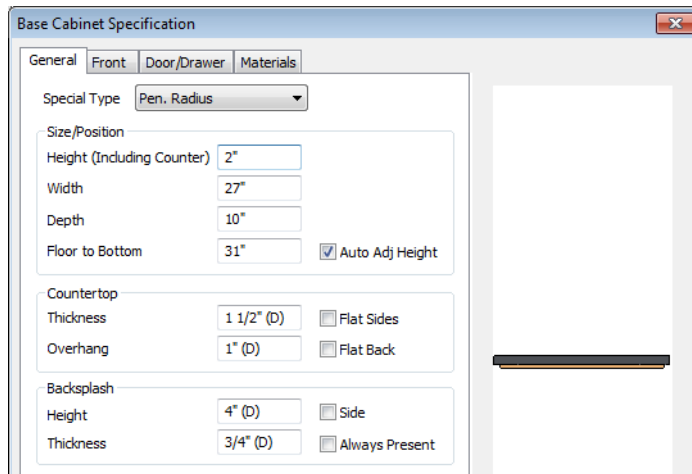 Base Cabinet Specification
General Front Door/Drawer Materials
Special Type Pen. Radius
Size/Position
Height (Including Counter) 2"
Width 27"
Depth 10"
Floor to Bottom 31" Auto Adj Height
Countertop
Thickness 1 1/2" (D) Flat Sides
Overhang 1" (D) Flat Back
Backsplash
Height 4" (D) Side
Thickness 3/4" (D) Always Present